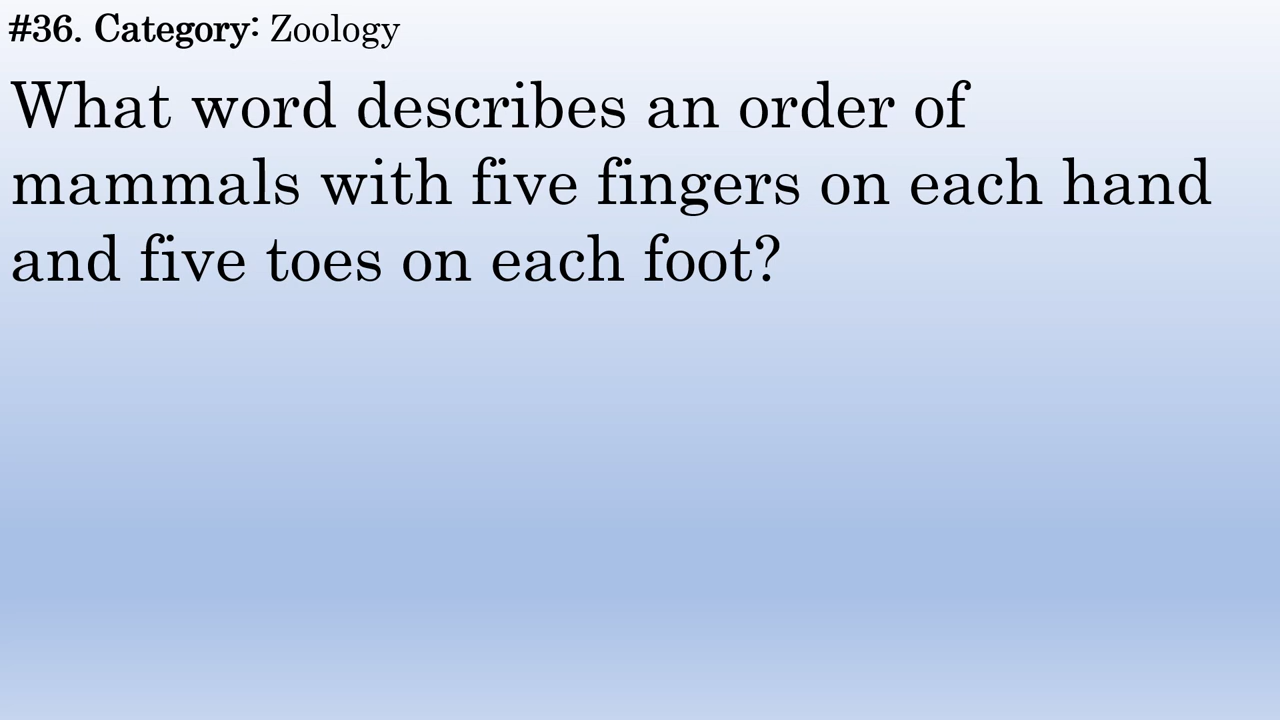 #36. Category: Zoology
What word describes an order of
mammals with five fingers on each hand
and five toes on each foot?